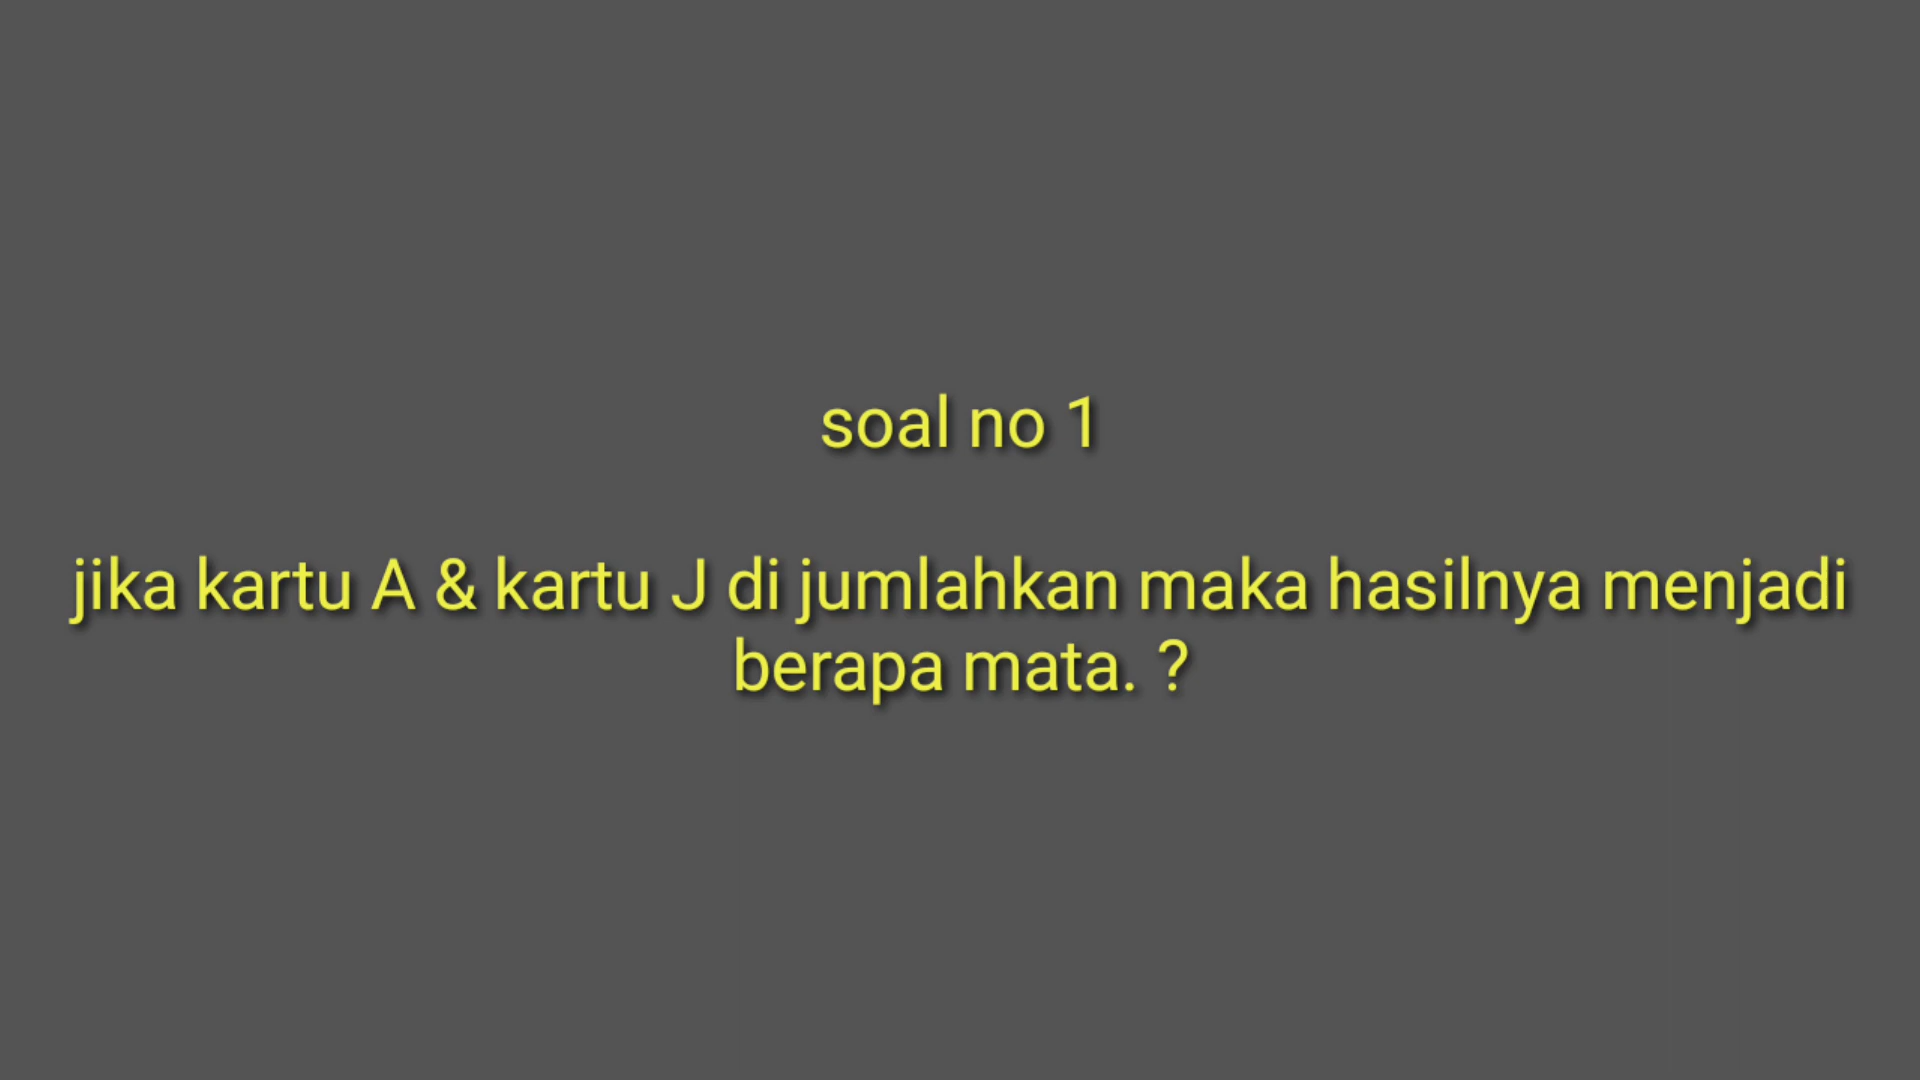 soal no 1
jika kartu A & kartu J di jumlahkan maka hasilnya menjadi
berapa mata. ?